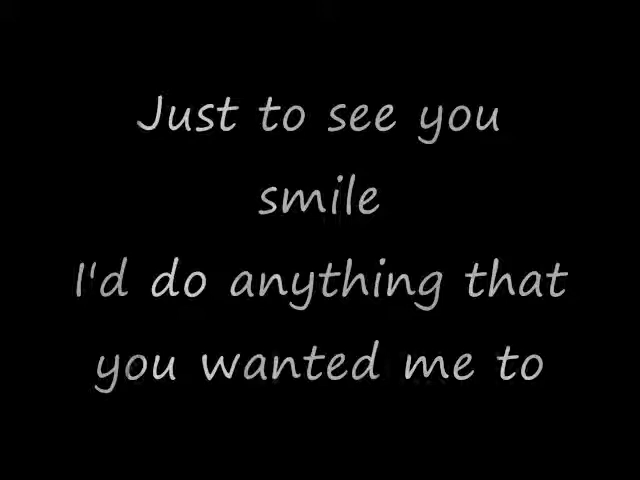 Just to see you
smile
I'd do anything that
you wanted me to